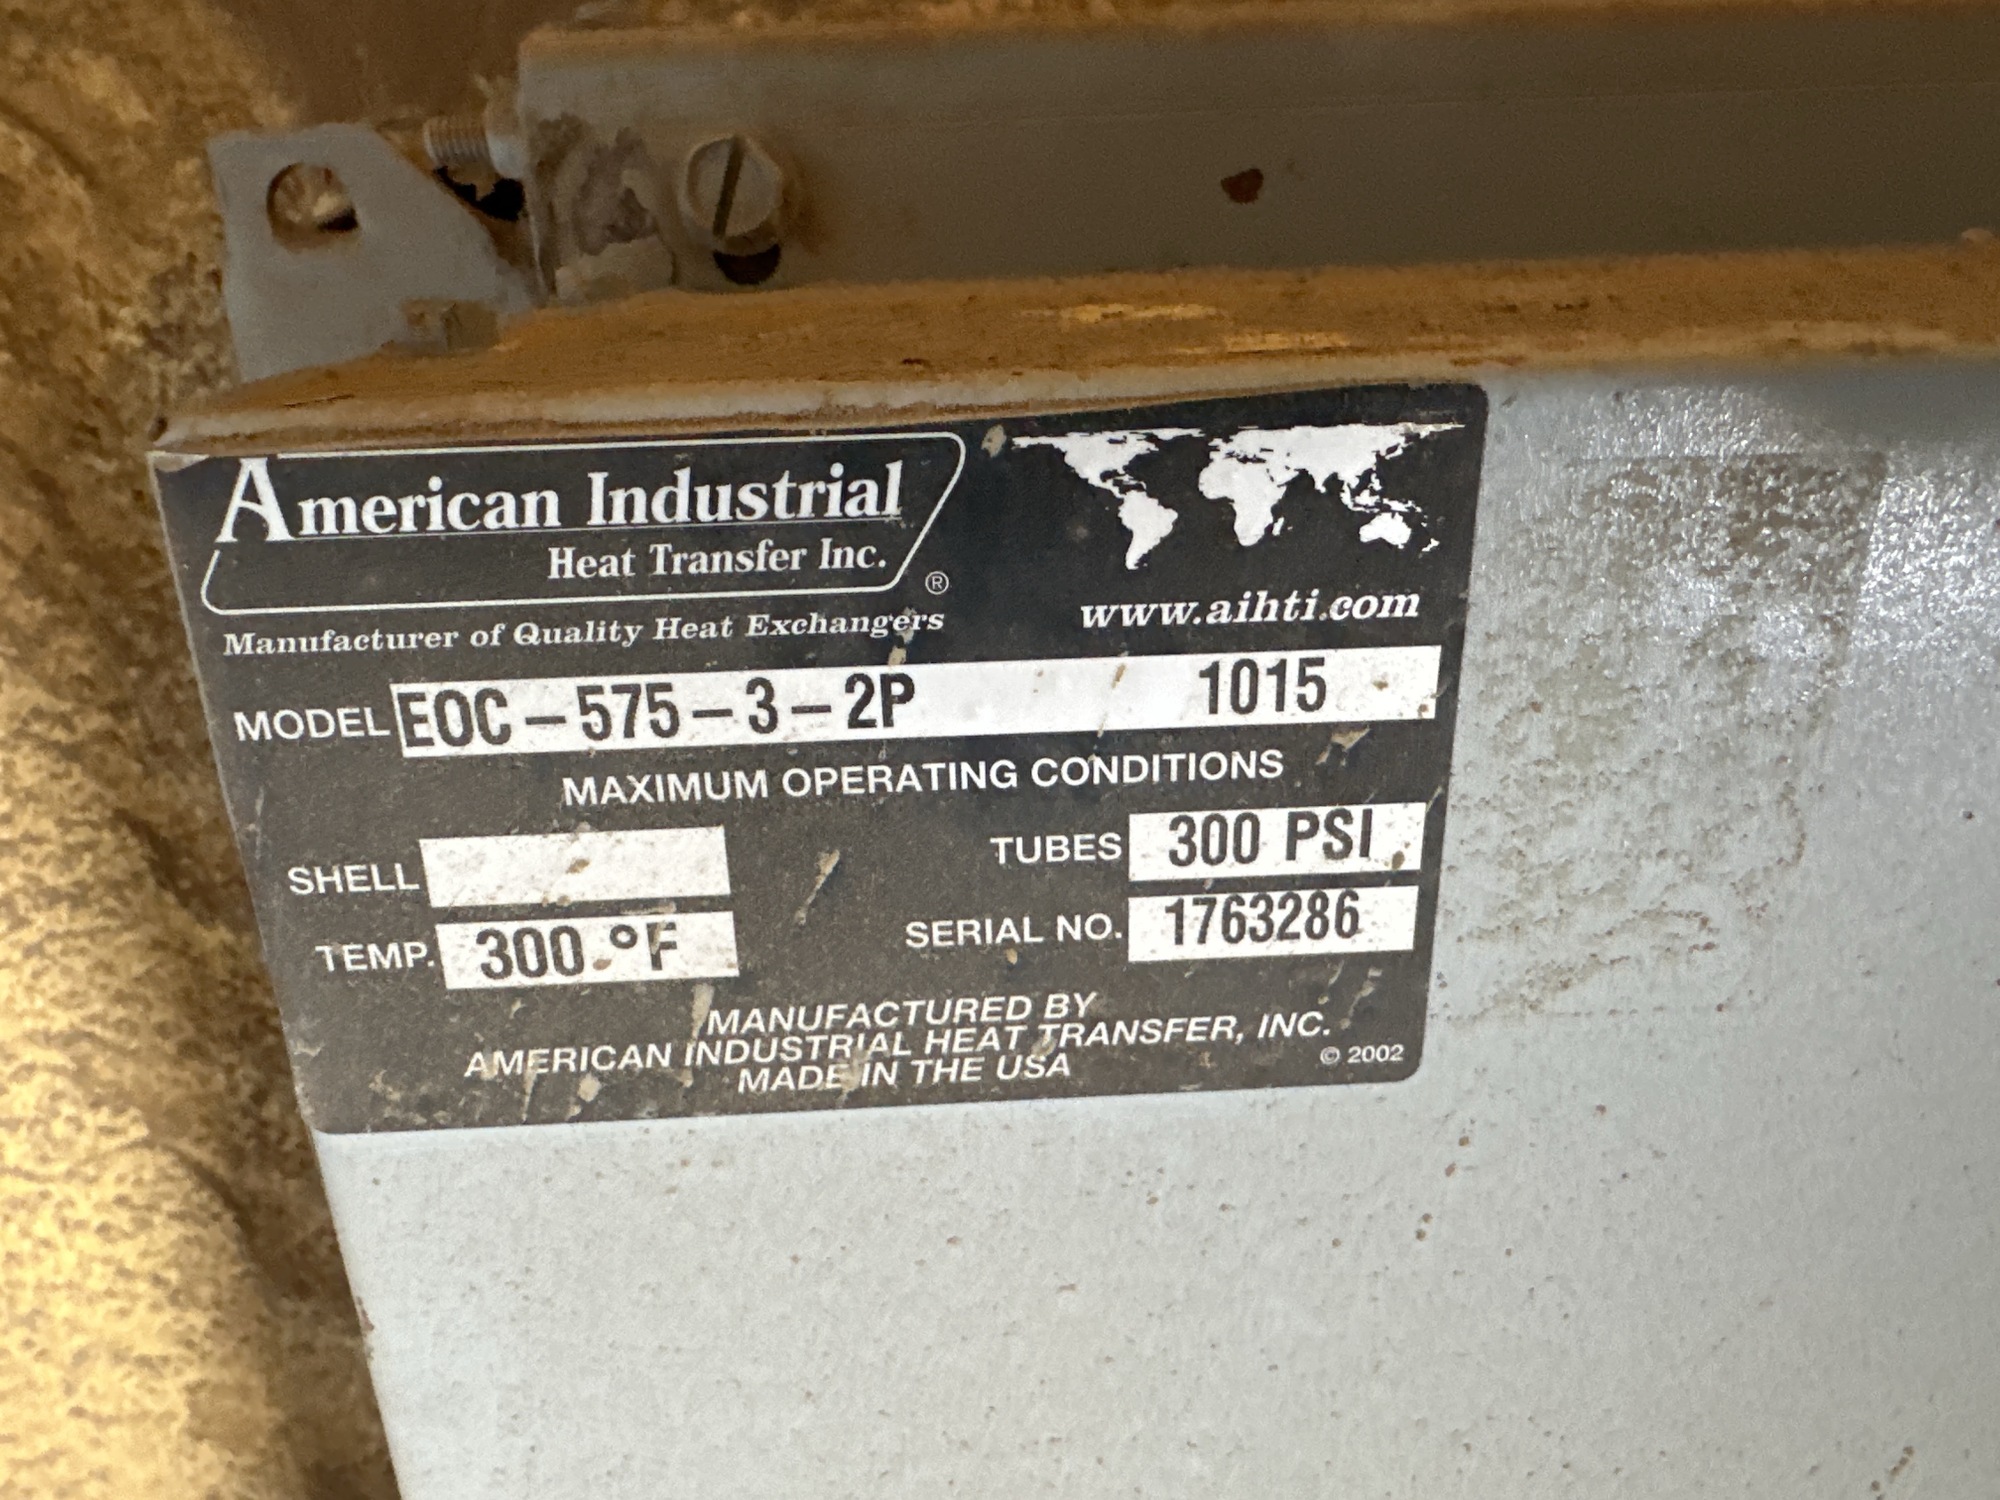 American Industrial
Heat Transfer Inc.
®
Manufacturer of Quality Heat Exchangers
www.aihti.com
MODEL EOC-575-3-2P 1015
MAXIMUM OPERATING CONDITIONS
SHELL TUBES 300 PSI
TEMP. 300 °F SERIAL NO. 1763286
MANUFACTURED BY
AMERICAN INDUSTRIAL HEAT TRANSFER, INC.
MADE IN THE USA © 2002